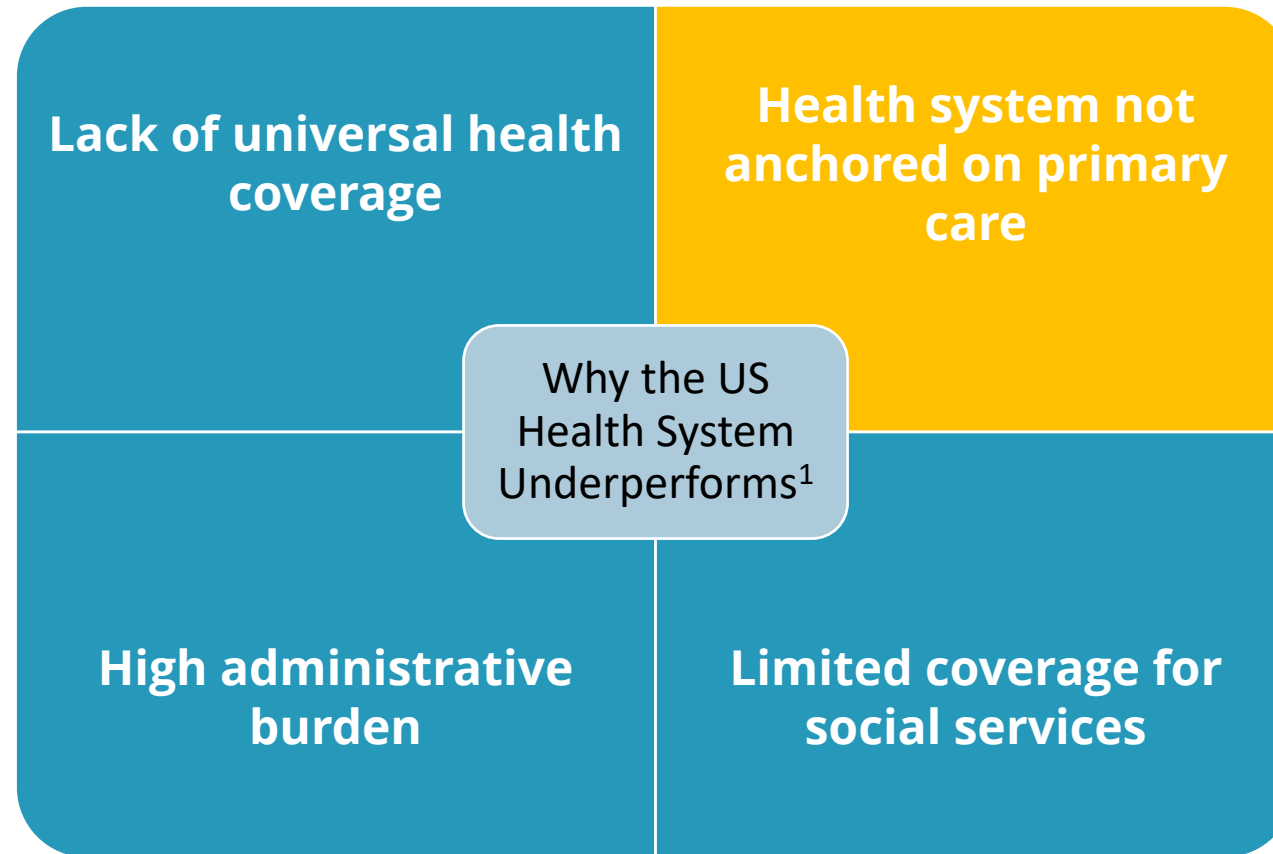 Lack of universal health
coverage
Health system not
anchored on primary
care
Why the US
Health System
Underperforms¹
High administrative
burden
Limited coverage for
social services